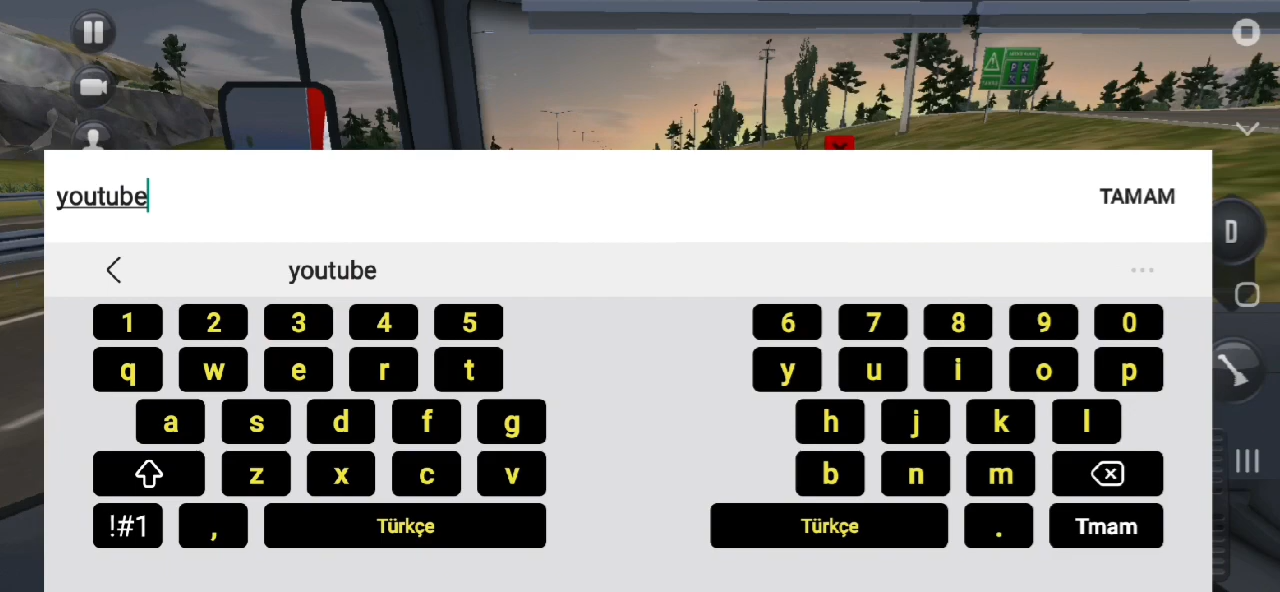 youtube
TAMAM
youtube
1 2 3 4 5 6 7 8 9 0
q w e r t y u i o p
a s d f g h j k l
z x c v b n m
!#1 , Türkçe Türkçe . Tmam
D